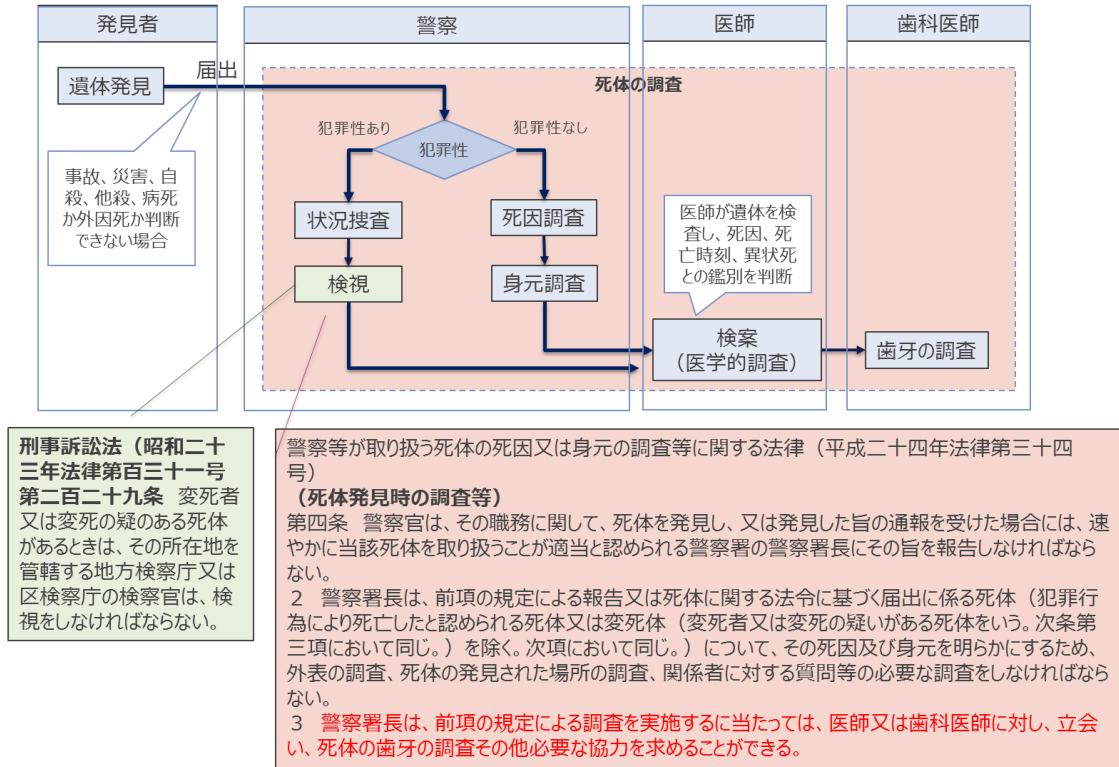 発見者
警察
医師
歯科医師
遺体発見
届出
死体の調査
犯罪性あり
犯罪性なし
犯罪性
事故、災害、自
殺、他殺、病死
か外因死か判断
できない場合
状況捜査
死因調査
医師が遺体を検
査し、死因、死
亡時刻、異状死
との鑑別を判断
検視
身元調査
検案
（医学的調査）
歯牙の調査
刑事訴訟法（昭和二十
三年法律第百三十一号
第二百二十九条　変死者
又は変死の疑のある死体
があるときは、その所在地を
管轄する地方検察庁又は
区検察庁の検察官は、検
視をしなければならない。
警察等が取り扱う死体の死因又は身元の調査等に関する法律（平成二十四年法律第三十四
号）
（死体発見時の調査等）
第四条　警察官は、その職務に関して、死体を発見し、又は発見した旨の通報を受けた場合には、速
やかに当該死体を取り扱うことが適当と認められる警察署の警察署長にその旨を報告しなければなら
ない。
２　警察署長は、前項の規定による報告又は死体に関する法令に基づく届出に係る死体（犯罪行
為により死亡したと認められる死体又は変死体（変死者又は変死の疑いがある死体をいう。次条第
三項において同じ。）を除く。次項において同じ。）について、その死因及び身元を明らかにするため、
外表の調査、死体の発見された場所の調査、関係者に対する質問等の必要な調査をしなければなら
ない。
３　警察署長は、前項の規定による調査を実施するに当たっては、医師又は歯科医師に対し、立会
い、死体の歯牙の調査その他必要な協力を求めることができる。